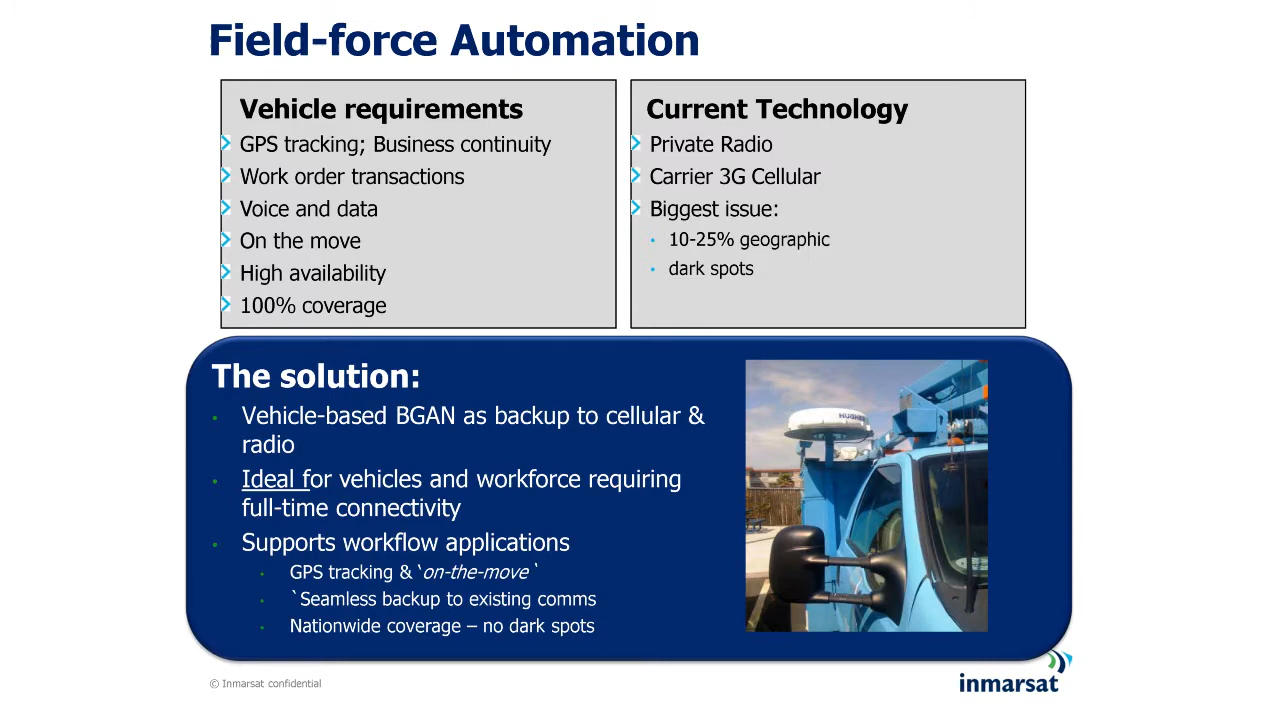 Field-force Automation
Vehicle requirements
GPS tracking; Business continuity
Work order transactions
Voice and data
On the move
High availability
100% coverage
Current Technology
Private Radio
Carrier 3G Cellular
Biggest issue:
10-25% geographic
dark spots
The solution:
Vehicle-based BGAN as backup to cellular &
radio
Ideal for vehicles and workforce requiring
full-time connectivity
Supports workflow applications
GPS tracking & ‛on-the-move ‛
`Seamless backup to existing comms
Nationwide coverage – no dark spots
HUGHES
© Inmarsat confidential
inmarsat